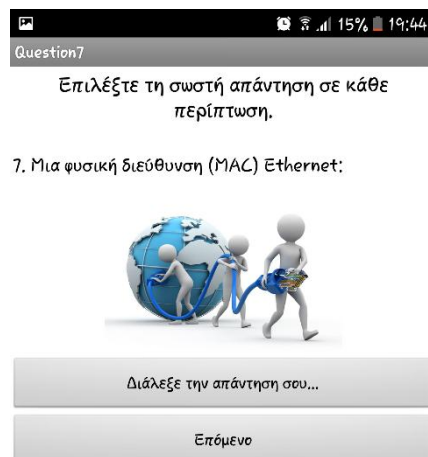 15% 19:44
Question7
Επιλέξτε τη σωστή απάντηση σε κάθε
περίπτωση.
7. Μια φυσική διεύθυνση (MAC) Ethernet:
Διάλεξε την απάντηση σου...
Επόμενο